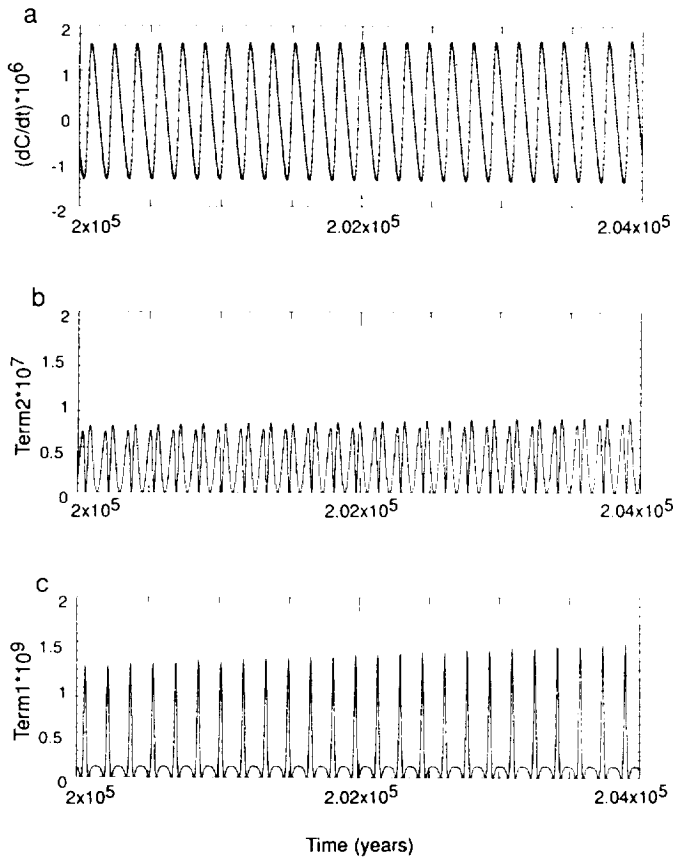 a
2
1
0
-1
-2
(dC/dt)*10⁶
2x10⁵
2.02x10⁵
2.04x10⁵
b
2
1.5
1
0.5
0
Term2*10⁷
2x10⁵
2.02x10⁵
2.04x10⁵
c
2
1.5
1
0.5
0
Term1*10⁹
2x10⁵
2.02x10⁵
2.04x10⁵
Time (years)